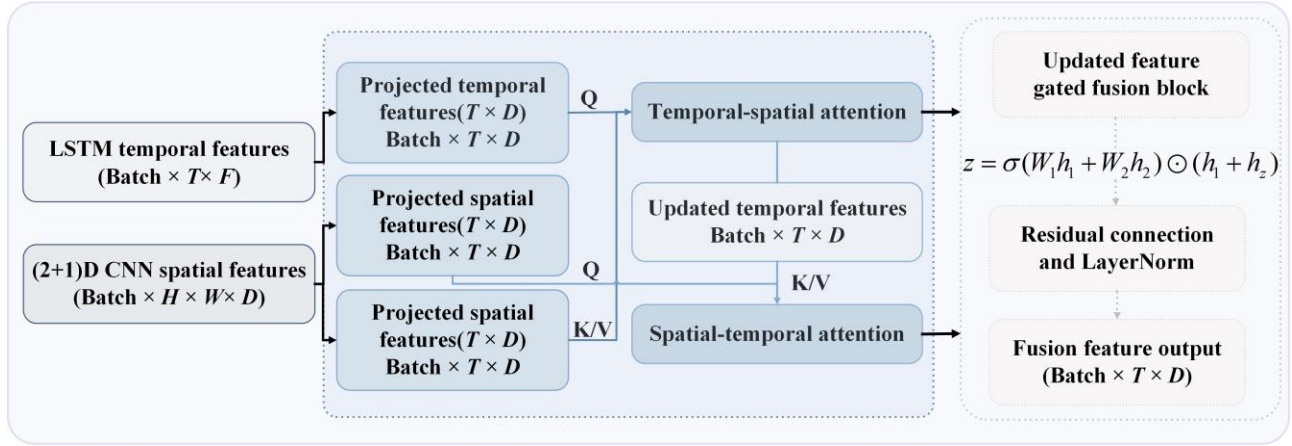 LSTM temporal features
(Batch × T× F)
(2+1)D CNN spatial features
(Batch × H × W× D)
Projected temporal
features(T × D)
Batch × T × D
Projected spatial
features(T × D)
Batch × T × D
Projected spatial
features(T × D)
Batch × T × D
Q
Q
K/V
Temporal-spatial attention
Updated temporal features
Batch × T × D
K/V
Spatial-temporal attention
Updated feature
gated fusion block
z = σ(W₁h₁ + W₂h₂) ⊙ (h₁ + h_z)
Residual connection
and LayerNorm
Fusion feature output
(Batch × T × D)